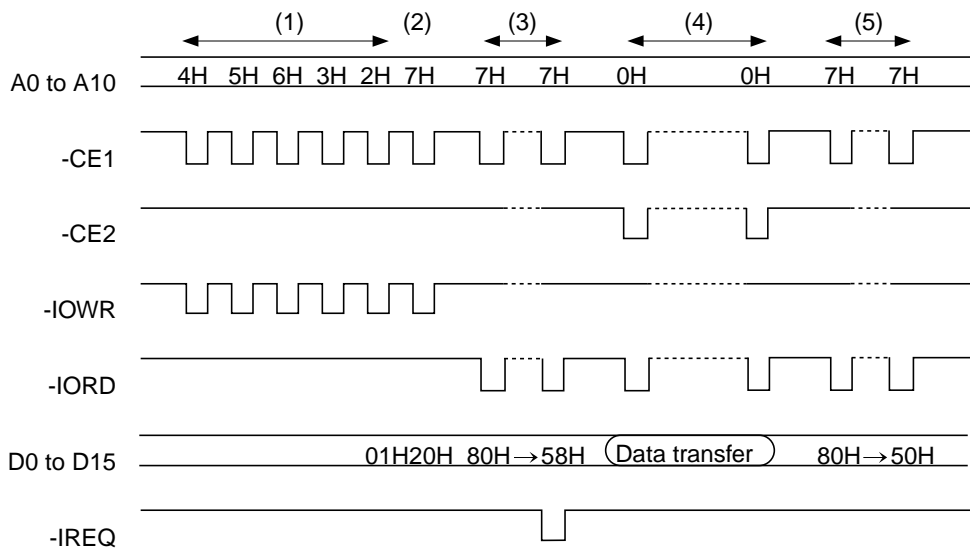 (1) (2) (3) (4) (5)
A0 to A10 4H 5H 6H 3H 2H 7H 7H 7H 0H 0H 7H 7H
-CE1
-CE2
-IOWR
-IORD
D0 to D15 01H20H 80H→58H Data transfer 80H→50H
-IREQ